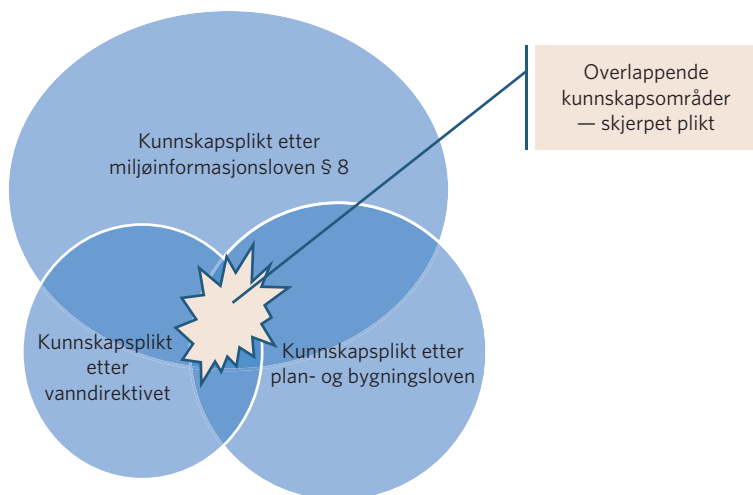 Overlappende
kunnskapsområder
— skjerpet plikt
Kunnskapsplikt etter
miljøinformasjonsloven § 8
Kunnskapsplikt
etter
vanndirektivet
Kunnskapsplikt etter
plan- og bygningsloven